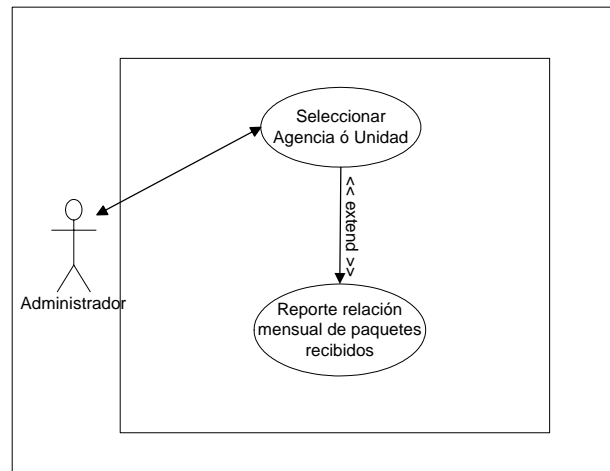 Seleccionar
Agencia ó Unidad
<< extend >>
Administrador
Reporte relación
mensual de paquetes
recibidos